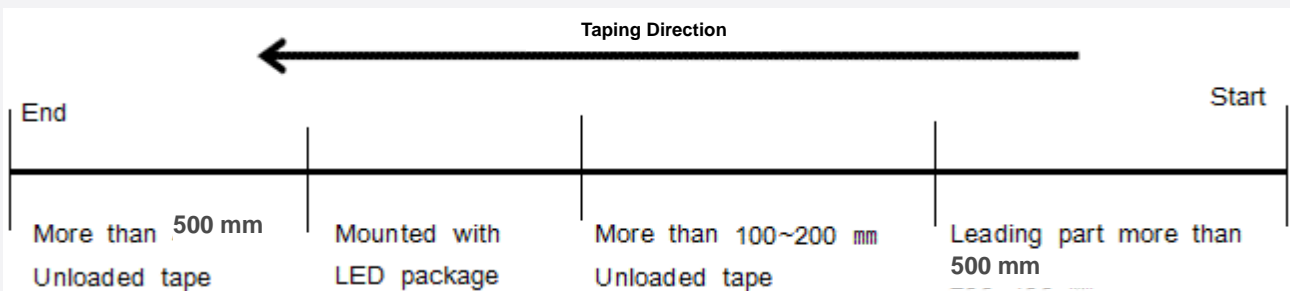 Taping Direction
End
Start
More than 500 mm
Unloaded tape
Mounted with
LED package
More than 100~200 mm
Unloaded tape
Leading part more than
500 mm